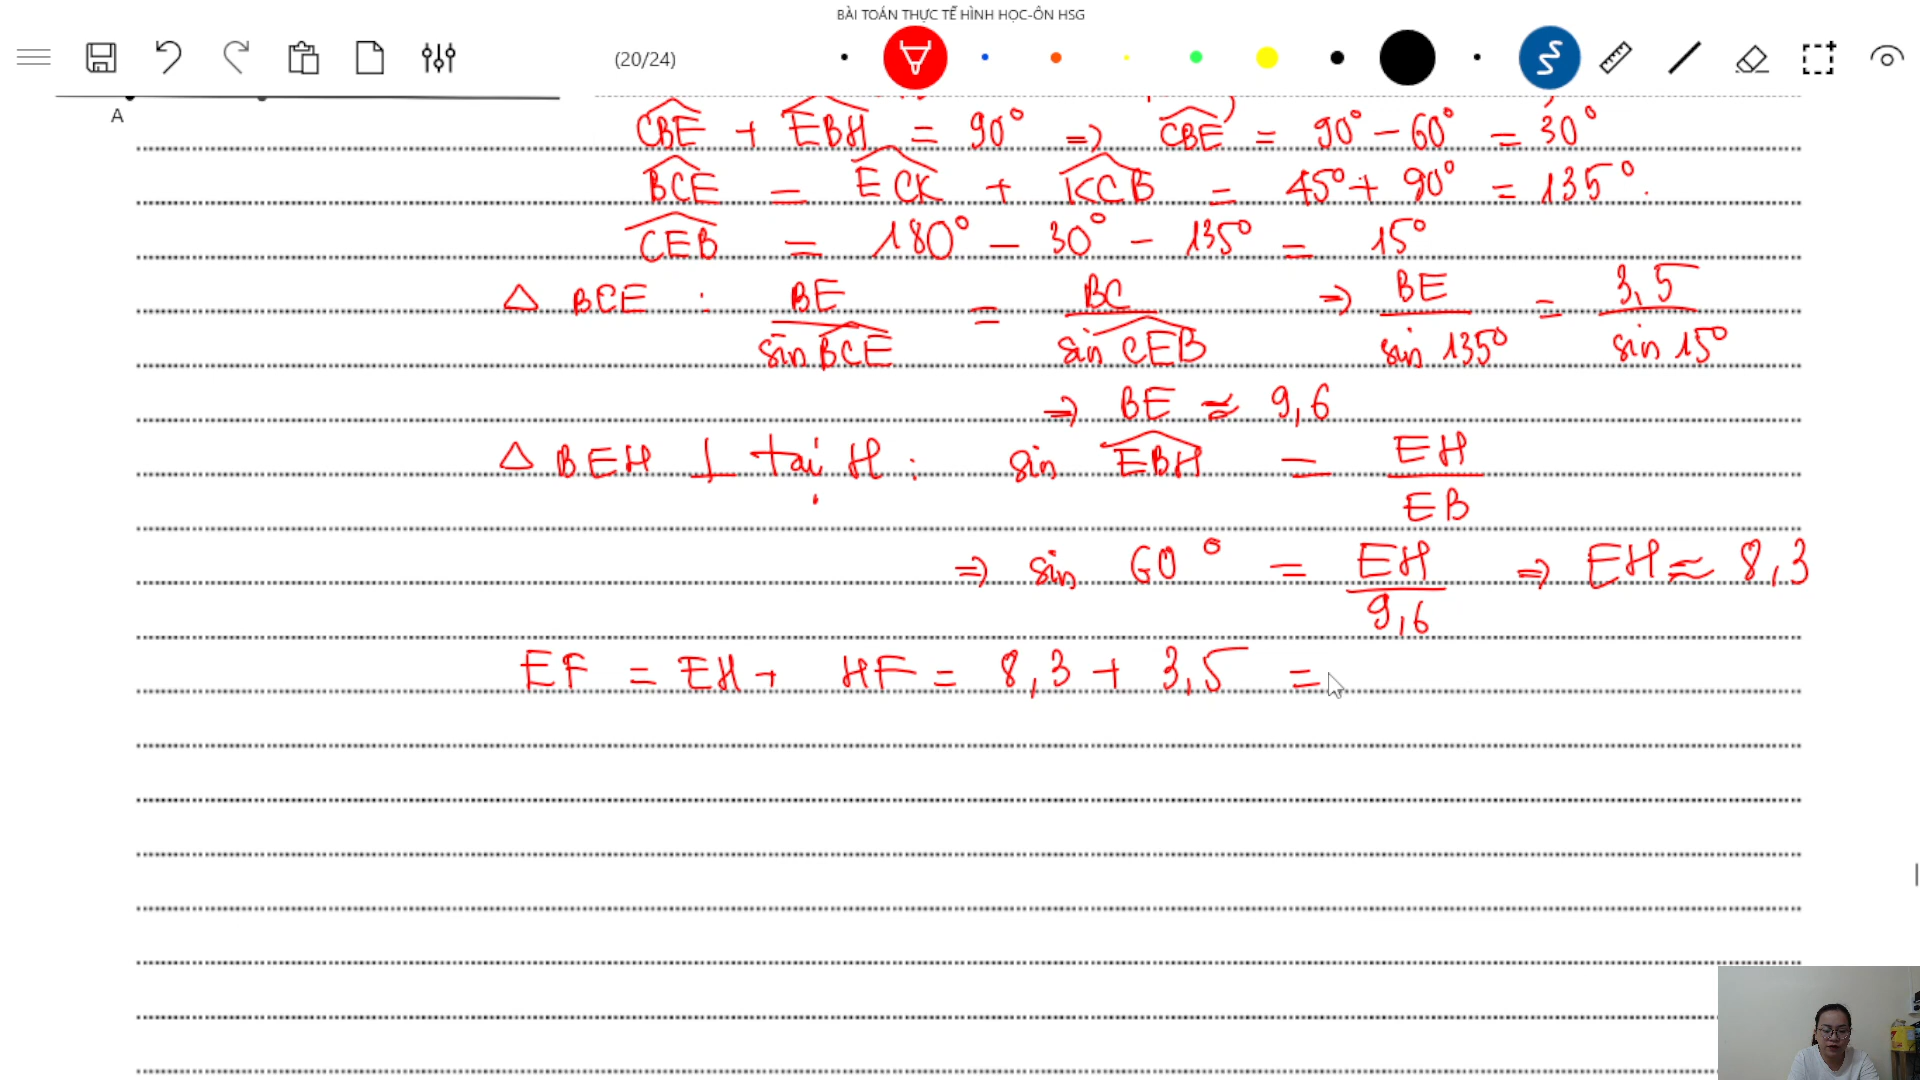 BÀI TOÁN THỰC TẾ HÌNH HỌC-ÔN HSG
(20/24)
A
CBE + EBH = 90° => CBE = 90° - 60° = 30°
BCE = ECK + KCB = 45° + 90° = 135°.
CEB = 180° - 30° - 135° = 15°
Δ BCE : BE / sin BCE = BC / sin CEB => BE / sin 135° = 3,5 / sin 15°
=> BE ≈ 9,6
Δ BEH ⊥ tại H : sin EBH = EH / EB
=> sin 60° = EH / 9,6 => EH ≈ 8,3
EF = EH + HF = 8,3 + 3,5 =